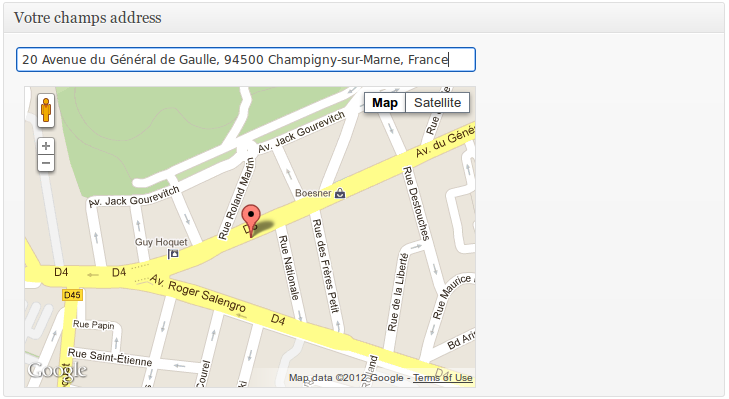 Votre champs address
20 Avenue du Général de Gaulle, 94500 Champigny-sur-Marne, France
Map
Satellite
Av. Jack Gourevitch
Rue
Av. du Géné
Av. Jack Gourevitch
Rue Roland Martin
Boesner
Rue Destouches
D4
Guy Hoquet
Rue Nationale
Rue des Frères Petit
Rue de la Liberté
Rue Maurice
D4
D4
D45
Av. Roger Salengro
D4
Rue Papin
Rue Saint-Étienne
Bd Aris
Courel
Rolland
D4
Google
Map data ©2012 Google - Terms of Use